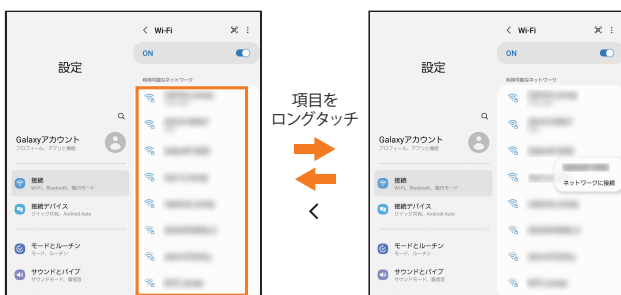 設定
Galaxyアカウント
プロフィール、アプリと機能
接続
Wi-Fi、Bluetooth、機内モード
接続デバイス
クイック共有、Android Auto
モードとルーチン
モード、ルーチン
サウンドとバイブ
サウンドモード、着信音
Wi-Fi
ON
利用可能なネットワーク
項目を
ロングタッチ
設定
Galaxyアカウント
プロフィール、アプリと機能
接続
Wi-Fi、Bluetooth、機内モード
接続デバイス
クイック共有、Android Auto
モードとルーチン
モード、ルーチン
サウンドとバイブ
サウンドモード、着信音
Wi-Fi
ON
利用可能なネットワーク
ネットワークに接続